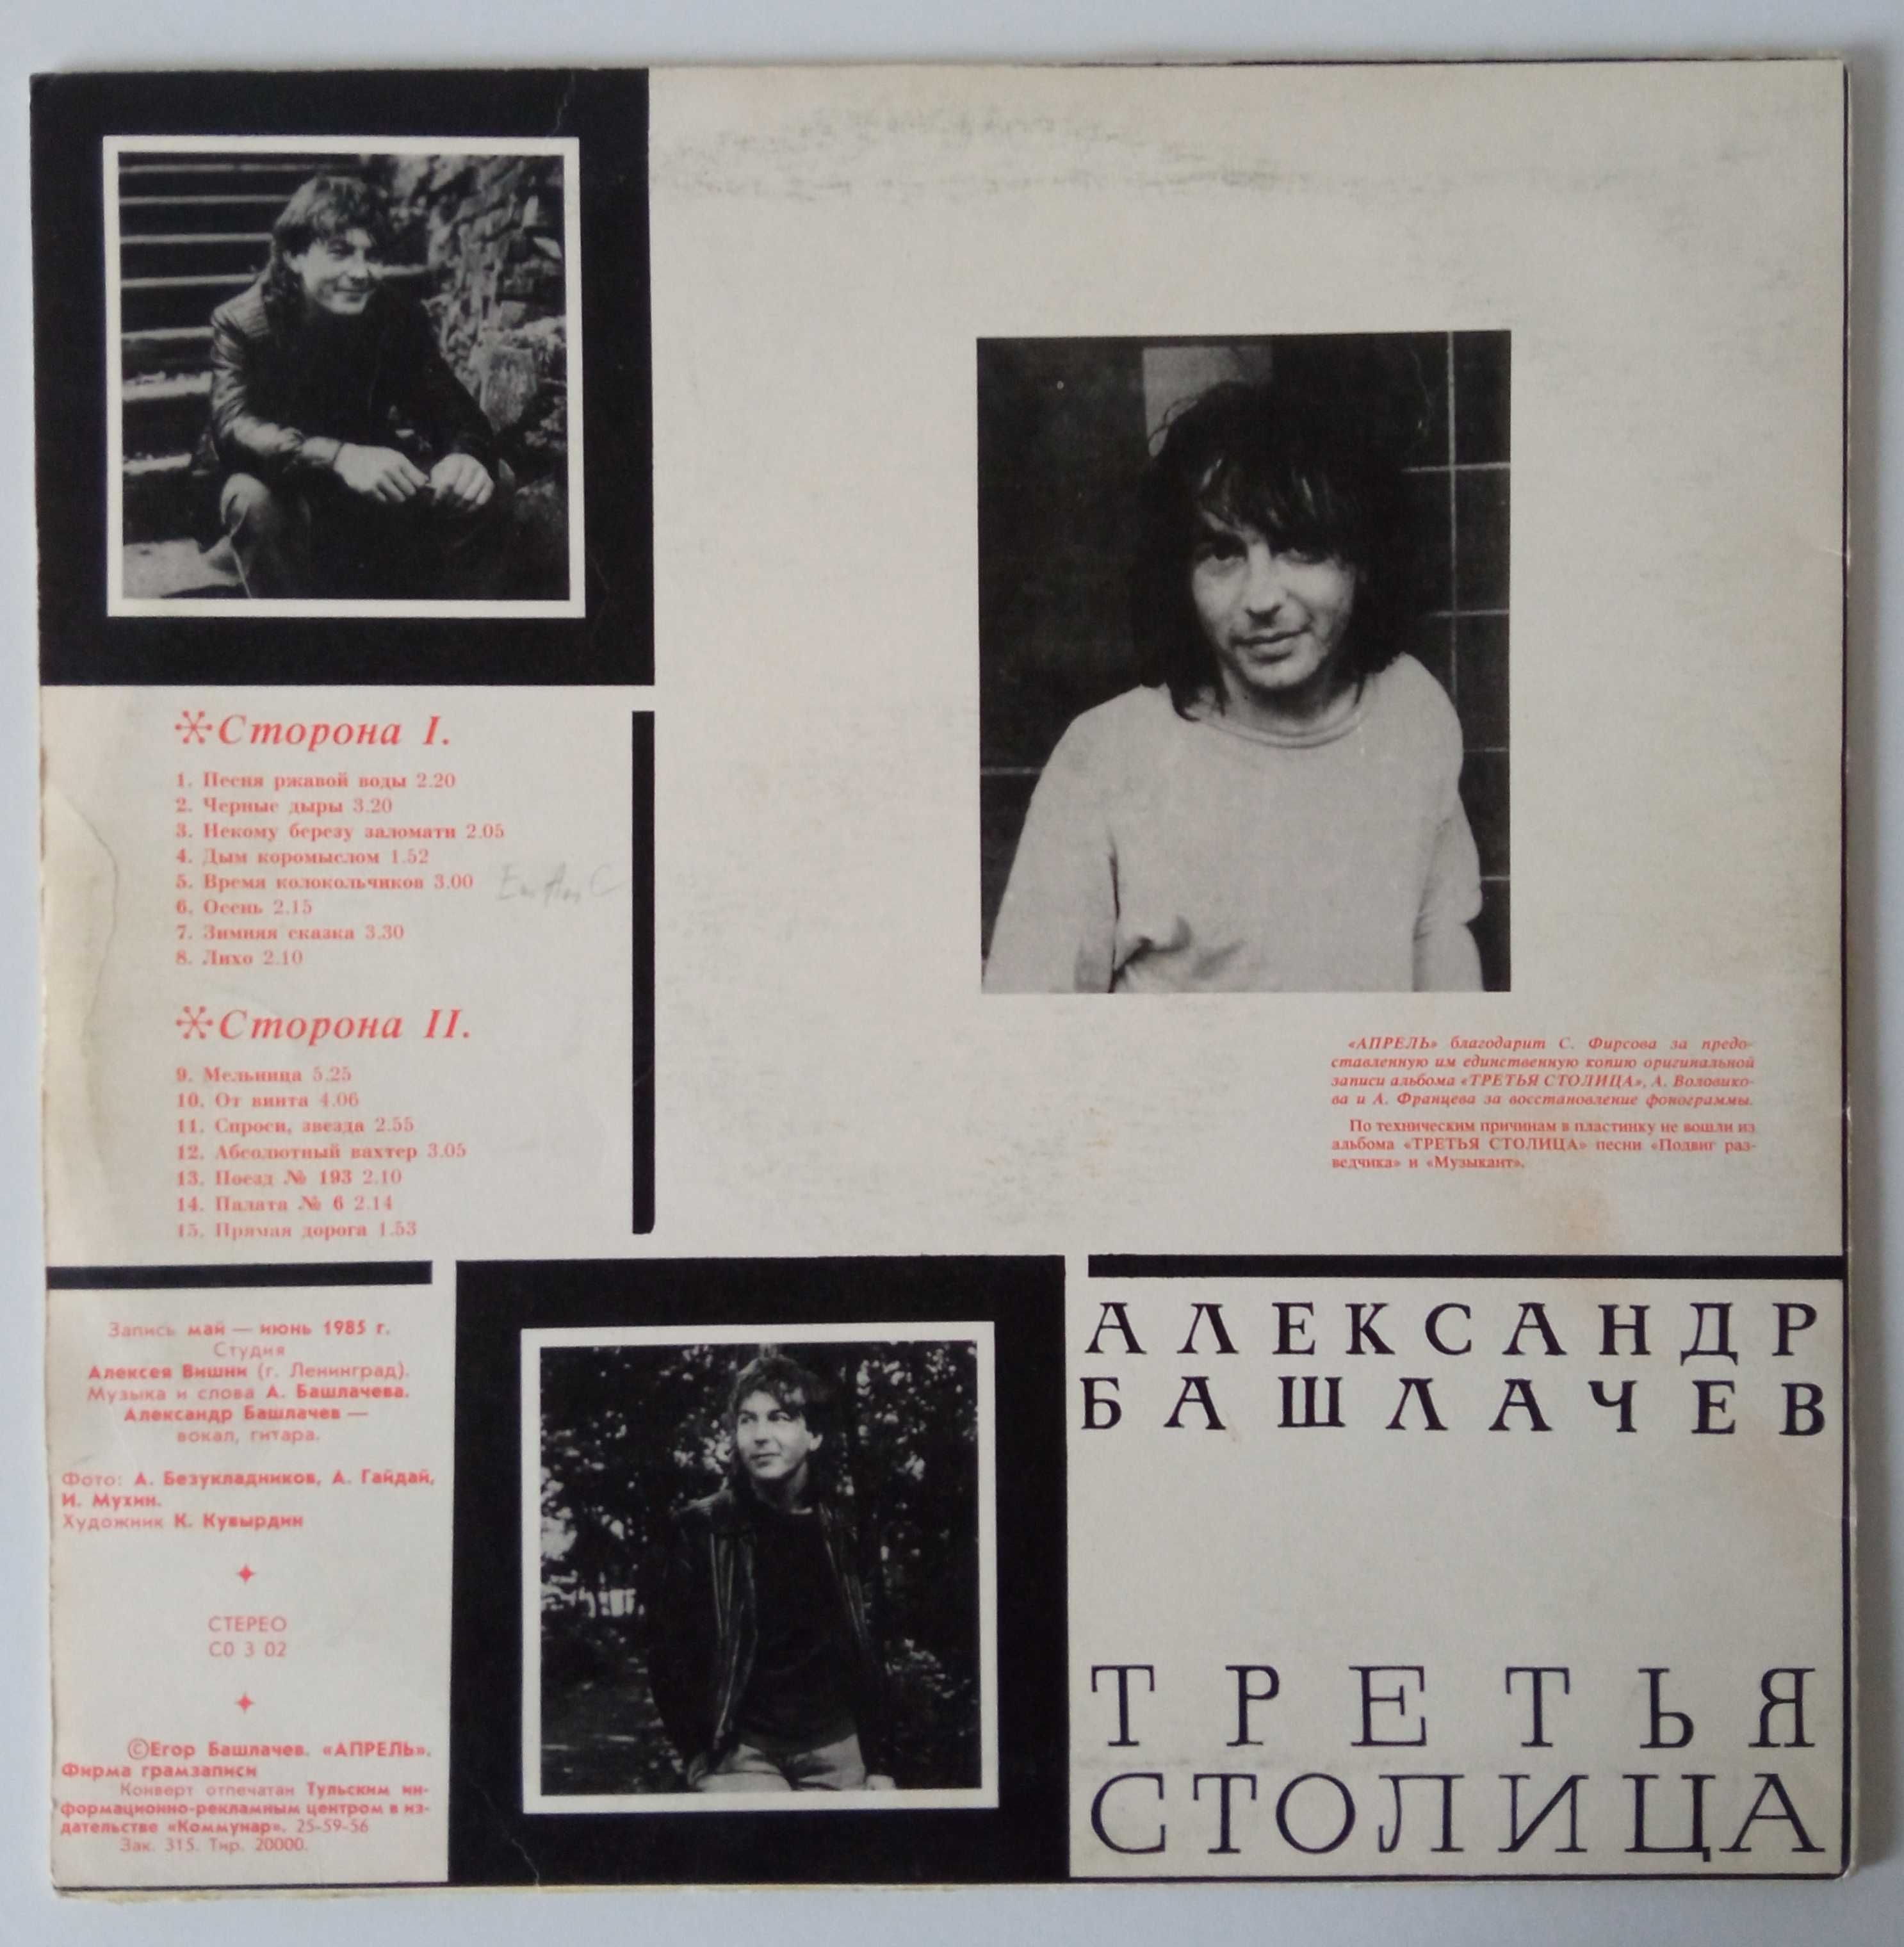 Сторона I.
1. Песня ржавой воды 2.20
2. Черные дыры 3.20
3. Некому березу заломати 2.05
4. Дым коромыслом 1.52
5. Время колокольчиков 3.00
6. Осень 2.15
7. Зимняя сказка 3.30
8. Лихо 2.10
Сторона II.
9. Мельница 5.25
10. От винта 4.06
11. Спроси, звезда 2.55
12. Абсолютный вахтер 3.05
13. Поезд № 193 2.10
14. Палата № 6 2.14
15. Прямая дорога 1.53
«АПРЕЛЬ» благодарит С. Фирсова за предо-
ставленную им единственную копию оригинальной
записи альбома «ТРЕТЬЯ СТОЛИЦА», А. Воловико-
ва и А. Францева за восстановление фонограммы.
По техническим причинам в пластинку не вошли из
альбома «ТРЕТЬЯ СТОЛИЦА» песни «Подвиг раз-
ведчика» и «Музыкант».
Запись май — июнь 1985 г.
Студия
Алексея Вишни (г. Ленинград).
Музыка и слова А. Башлачева.
Александр Башлачев —
вокал, гитара.
Фото: А. Безукладников, А. Гайдай,
И. Мухин.
Художник К. Кувырдин
СТЕРЕО
С0 3 02
©Егор Башлачев. «АПРЕЛЬ».
Фирма грамзаписи
Конверт отпечатан Тульским ин-
формационно-рекламным центром в из-
дательстве «Коммунар». 25-59-56
Зак. 315. Тир. 20000.
АЛЕКСАНДР
БАШЛАЧЕВ
ТРЕТЬЯ
СТОЛИЦА